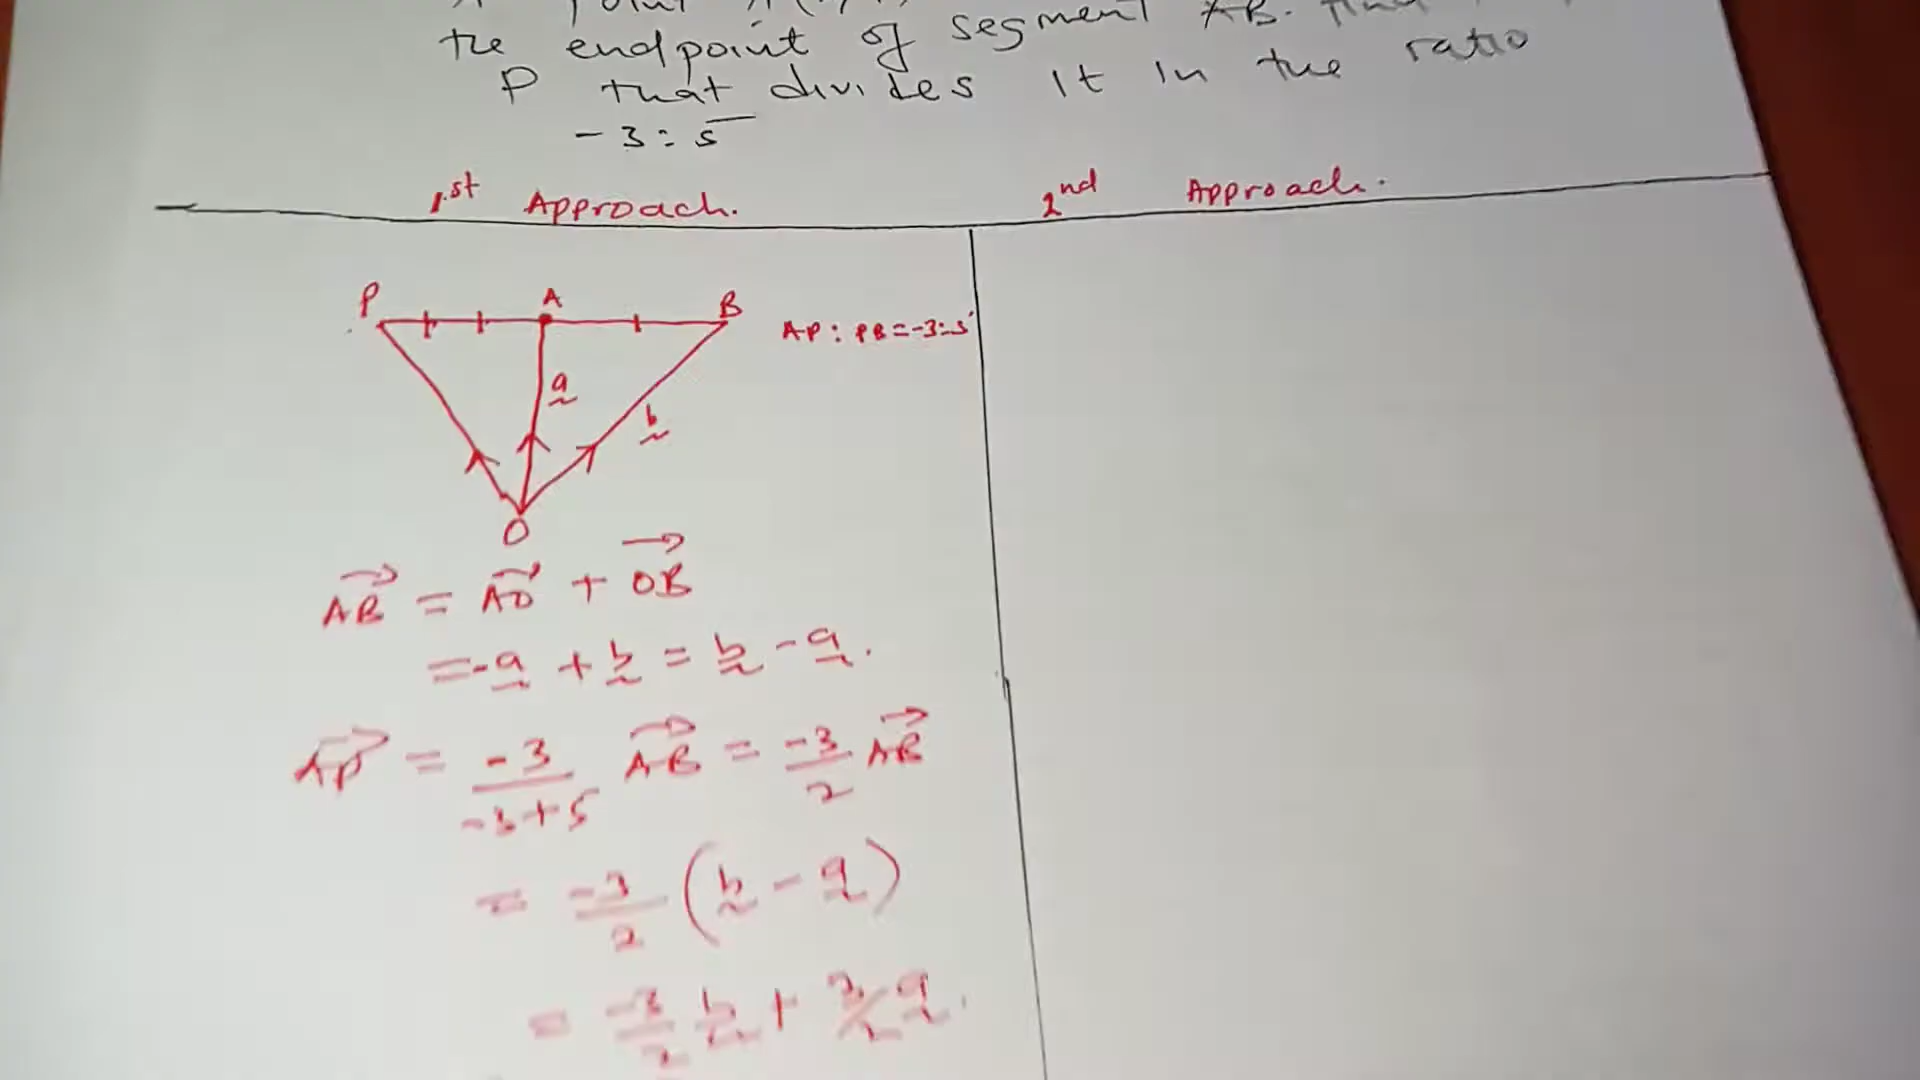 the endpoint of segment AB. find
P that divides it in the ratio
-3:5
1st Approach.
2nd Approach.
P A B
AP : PB = -3:5
a
b
O
AB = AO + OB
= -a + b = b - a.
AP = -3/(-3+5) AB = -3/2 AB
= -3/2 (b - a)
= -3/2 b + 3/2 a.